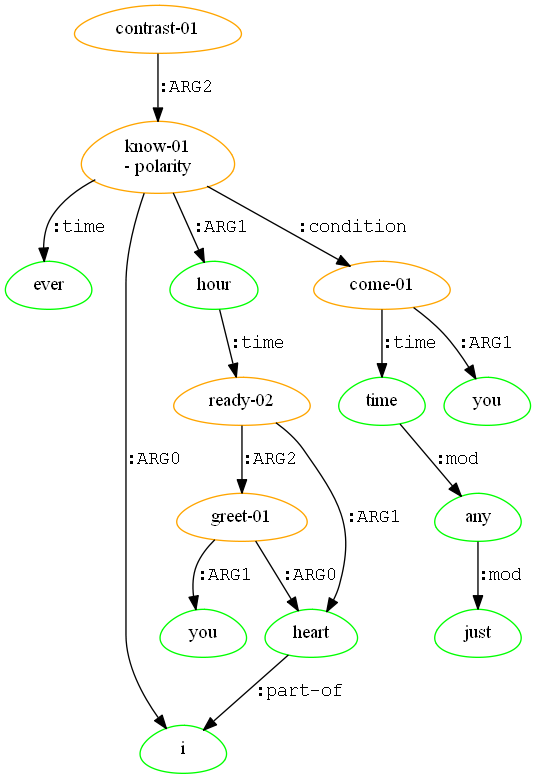 contrast-01
:ARG2
know-01
- polarity
:time
:ARG1
:condition
ever
hour
come-01
:time
:time
:ARG1
ready-02
time
you
:ARG0
:ARG2
:mod
greet-01
:ARG1
any
:ARG1
:ARG0
:mod
you
heart
just
:part-of
i